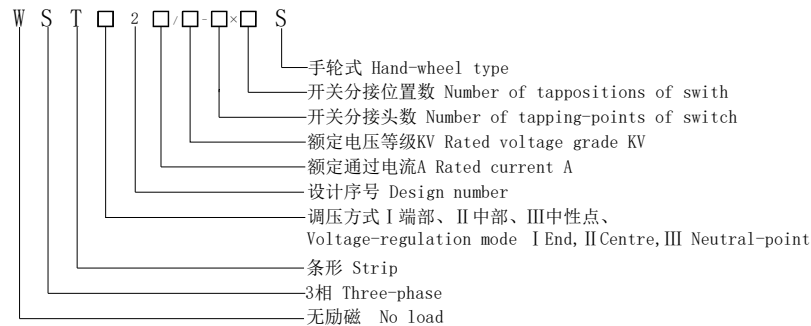 W S T □ 2 □/□-□×□ S
手轮式 Hand-wheel type
开关分接位置数 Number of tappositions of swith
开关分接头数 Number of tapping-points of switch
额定电压等级KV Rated voltage grade KV
额定通过电流A Rated current A
设计序号 Design number
调压方式Ⅰ端部、Ⅱ中部、Ⅲ中性点、
Voltage-regulation mode ⅠEnd,ⅡCentre,Ⅲ Neutral-point
条形 Strip
3相 Three-phase
无励磁 No load